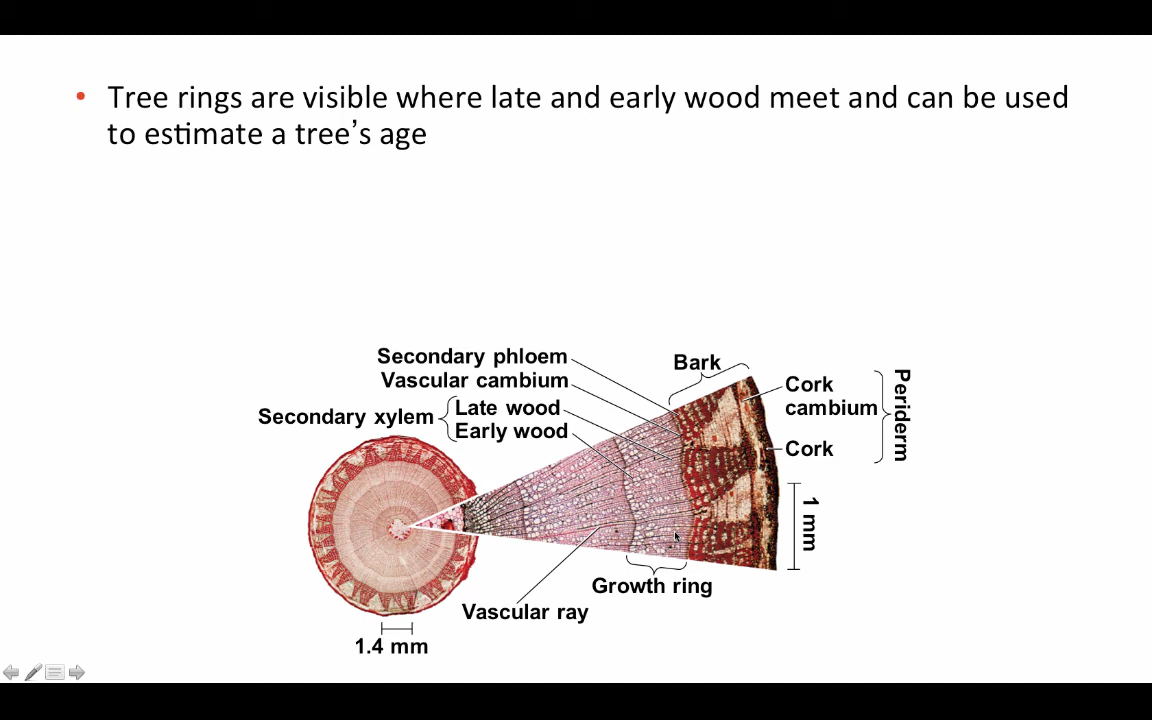 • Tree rings are visible where late and early wood meet and can be used
to estimate a tree’s age
Secondary phloem
Bark
Vascular cambium
Cork
cambium
Periderm
Late wood
Secondary xylem
Early wood
Cork
1 mm
Growth ring
Vascular ray
1.4 mm